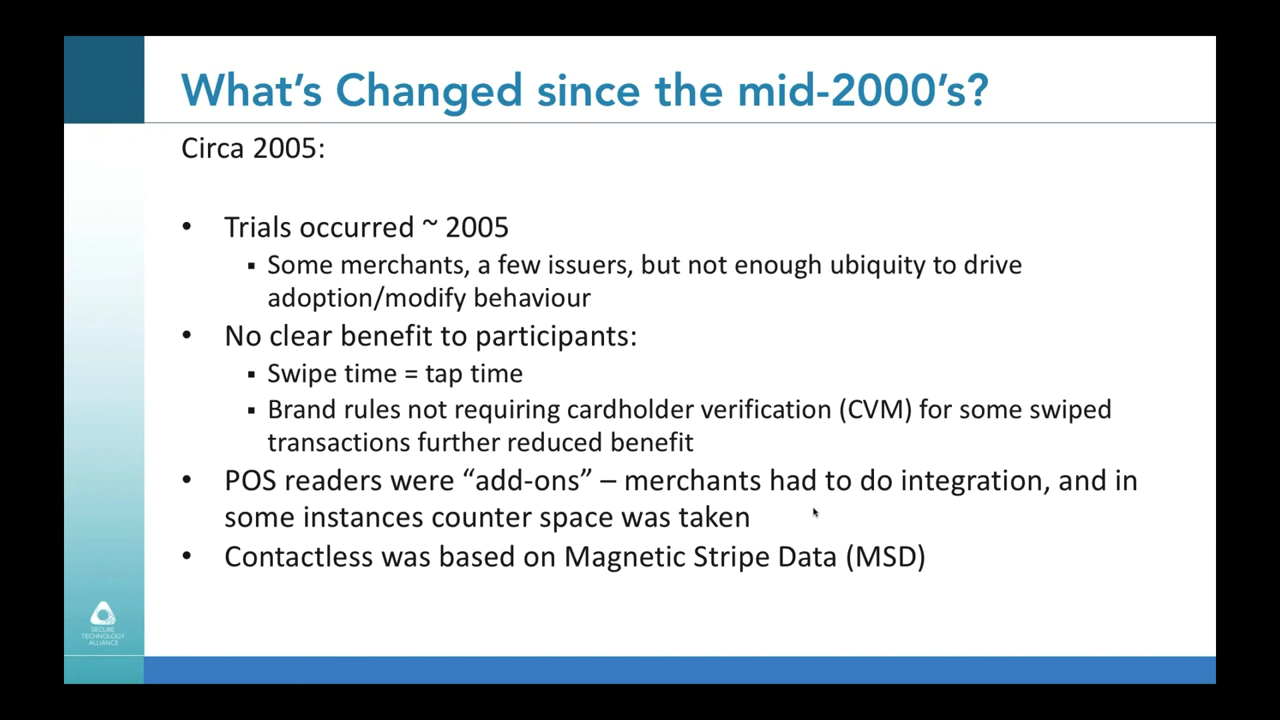 What's Changed since the mid-2000's?
Circa 2005:
• Trials occurred ~ 2005
▪ Some merchants, a few issuers, but not enough ubiquity to drive
adoption/modify behaviour
• No clear benefit to participants:
▪ Swipe time = tap time
▪ Brand rules not requiring cardholder verification (CVM) for some swiped
transactions further reduced benefit
• POS readers were “add-ons” – merchants had to do integration, and in
some instances counter space was taken
• Contactless was based on Magnetic Stripe Data (MSD)
SECURE
TECHNOLOGY
ALLIANCE